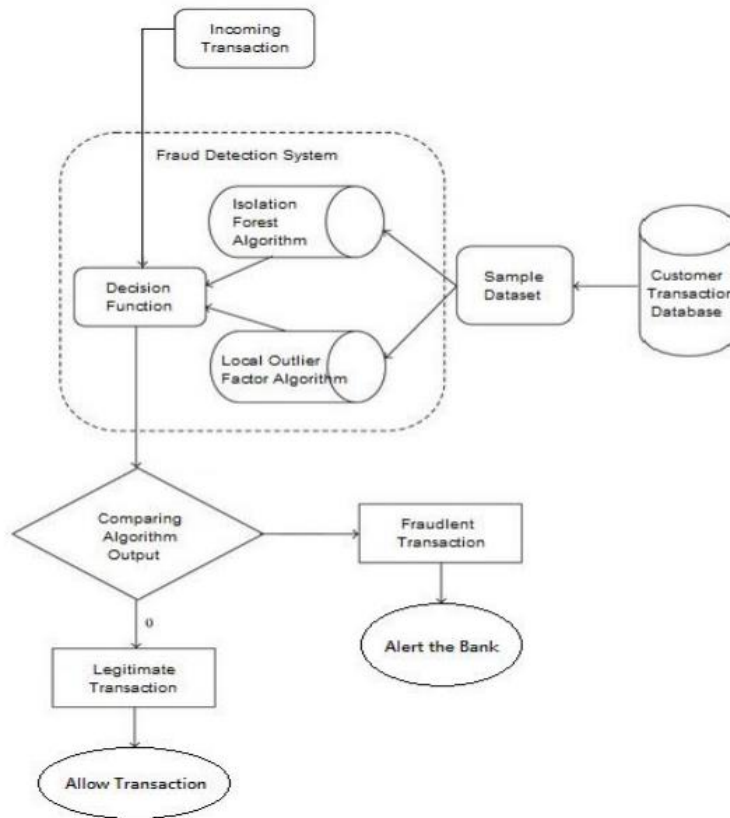 Incoming
Transaction
Fraud Detection System
Isolation
Forest
Algorithm
Decision
Function
Sample
Dataset
Customer
Transaction
Database
Local Outlier
Factor Algorithm
Comparing
Algorithm
Output
Fraudlent
Transaction
0
Alert the Bank
Legitimate
Transaction
Allow Transaction